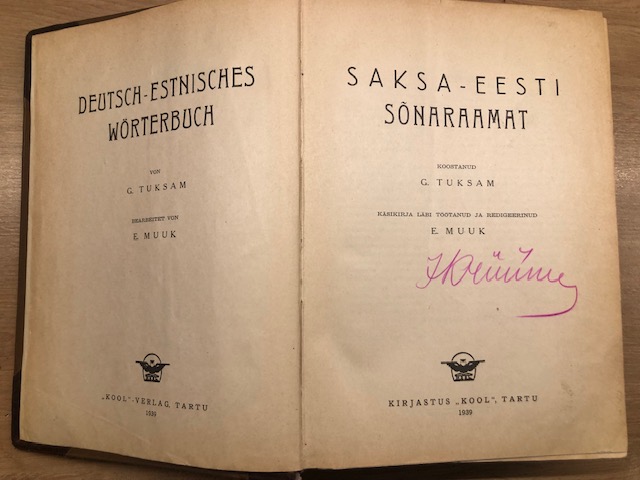 DEUTSCH-ESTNISCHES
WÖRTERBUCH
VON
G. TUKSAM
BEARBEITET VON
E. MUUK
„KOOL"-VERLAG, TARTU
1939
SAKSA-EESTI
SÕNARAAMAT
KOOSTANUD
G. TUKSAM
KÄSIKIRJA LÄBI TÖÖTANUD JA REDIGEERINUD
E. MUUK
KIRJASTUS „KOOL", TARTU
1939